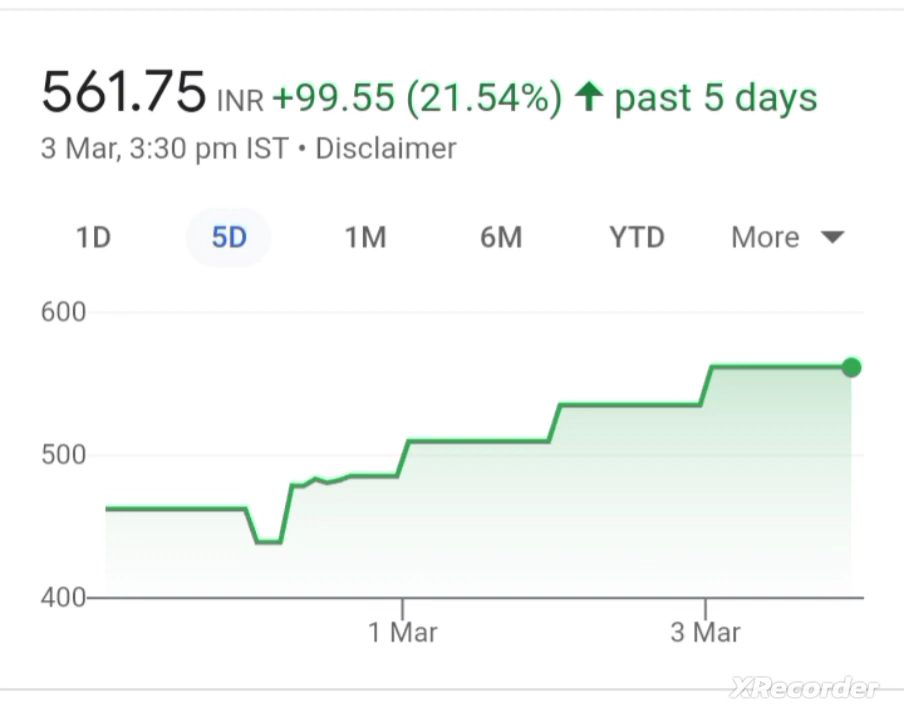 561.75 INR +99.55 (21.54%) ↑ past 5 days
3 Mar, 3:30 pm IST • Disclaimer
1D 5D 1M 6M YTD More
600
500
400
1 Mar 3 Mar
XRecorder